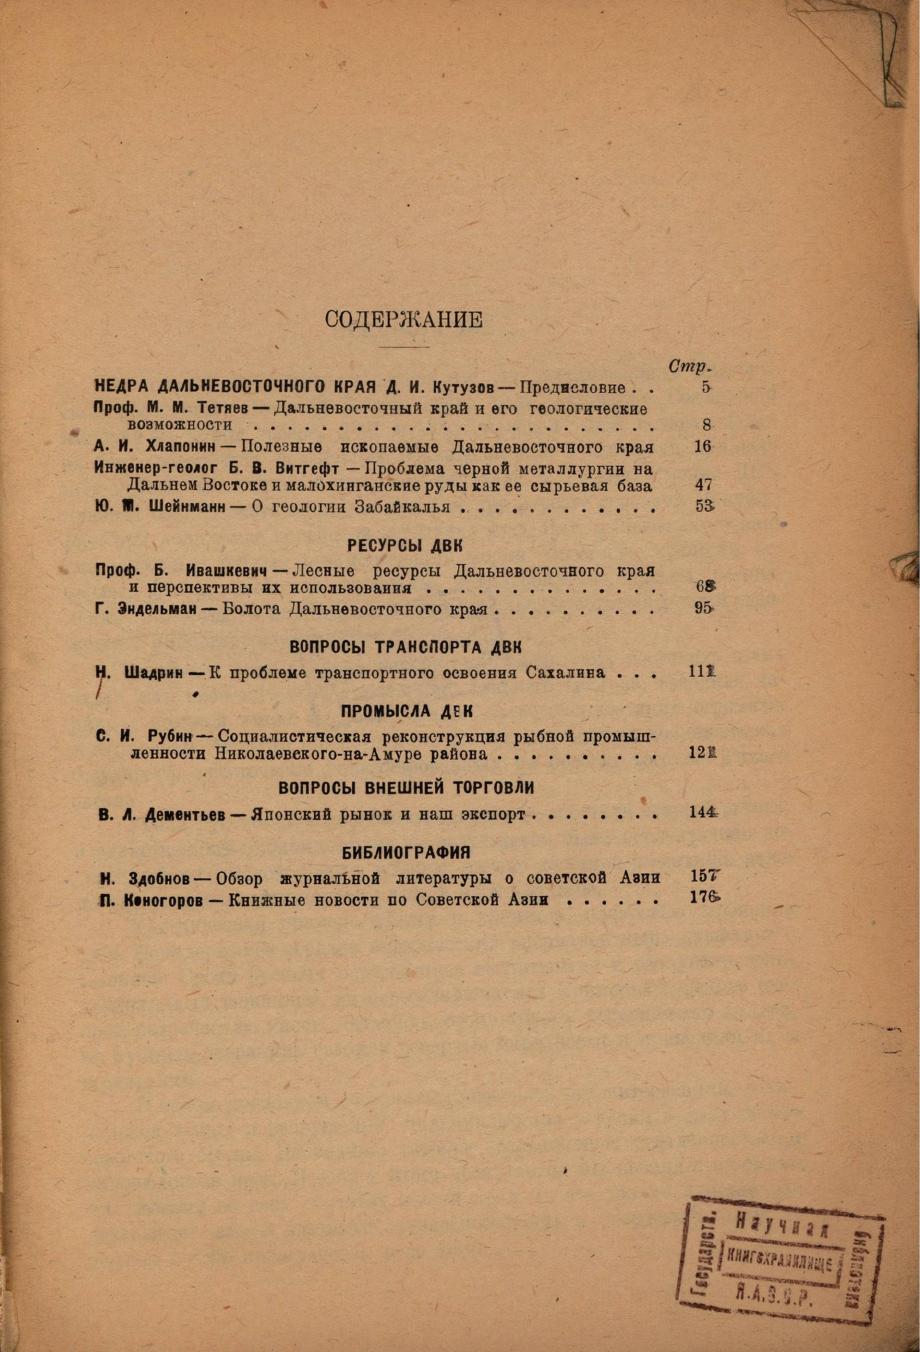 СОДЕРЖАНИЕ
Стр.
НЕДРА ДАЛЬНЕВОСТОЧНОГО КРАЯ Д. И. Кутузов — Предисловие . . 5
Проф. М. М. Тетяев — Дальневосточный край и его геологические
возможности . . . . . . . . . . . . . . . . . . . . . . . . 8
А. И. Хлапонин — Полезные ископаемые Дальневосточного края 16
Инженер-геолог Б. В. Витгефт — Проблема черной металлургии на
Дальнем Востоке и малохинганские руды как ее сырьевая база 47
Ю. М. Шейнманн — О геологии Забайкалья . . . . . . . . . . . . 53
РЕСУРСЫ ДВК
Проф. Б. Ивашкевич — Лесные ресурсы Дальневосточного края
и перспективы их использования . . . . . . . . . . . . . . 68
Г. Эндельман — Болота Дальневосточного края . . . . . . . . . . 95
ВОПРОСЫ ТРАНСПОРТА ДВК
Н. Шадрин — К проблеме транспортного освоения Сахалина . . . 111
ПРОМЫСЛА ДВК
С. И. Рубин — Социалистическая реконструкция рыбной промыш-
ленности Николаевского-на-Амуре района . . . . . . . . . . 121
ВОПРОСЫ ВНЕШНЕЙ ТОРГОВЛИ
В. Л. Дементьев — Японский рынок и наш экспорт . . . . . . . . 144
БИБЛИОГРАФИЯ
Н. Здобнов — Обзор журнальной литературы о советской Азии 157
П. Коногоров — Книжные новости по Советской Азии . . . . . . 176
Государств.
Научная
КНИГОХРАНИЛИЩЕ
Я.А.С.С.Р.